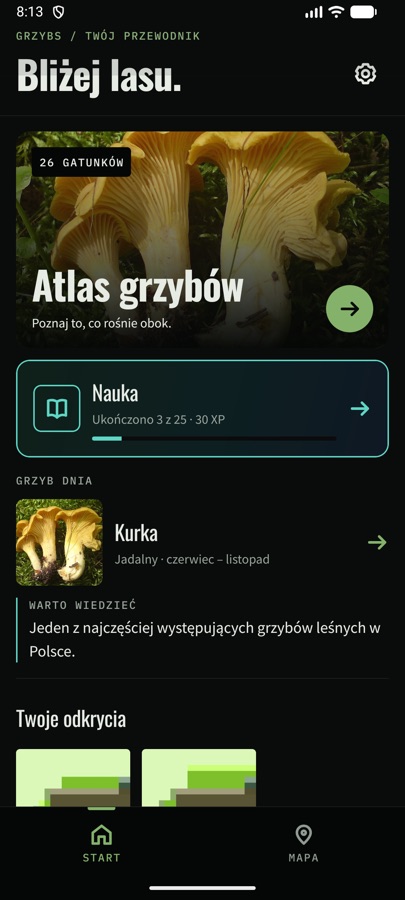 8:13
GRZYBS / TWÓJ PRZEWODNIK
Bliżej lasu.
26 GATUNKÓW
Atlas grzybów
Poznaj to, co rośnie obok.
Nauka
Ukończono 3 z 25 · 30 XP
GRZYB DNIA
Kurka
Jadalny · czerwiec – listopad
WARTO WIEDZIEĆ
Jeden z najczęściej występujących grzybów leśnych w
Polsce.
Twoje odkrycia
START
MAPA